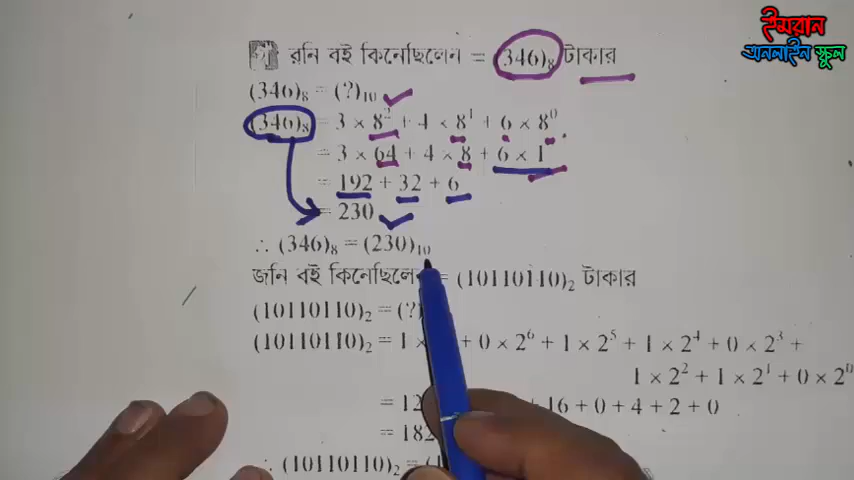 ইমরান
অনলাইন স্কুল
রনি বই কিনেছিলেন = (346)₈ টাকার
(346)₈ = (?)₁₀
(346)₈ = 3 × 8² + 4 × 8¹ + 6 × 8⁰
= 3 × 64 + 4 × 8 + 6 × 1
= 192 + 32 + 6
= 230
∴ (346)₈ = (230)₁₀
জনি বই কিনেছিলেন = (10110110)₂ টাকার
(10110110)₂ = (?)
(10110110)₂ = 1 × + 0 × 2⁶ + 1 × 2⁵ + 1 × 2⁴ + 0 × 2³ +
1 × 2² + 1 × 2¹ + 0 × 2⁰
= 12 + 16 + 0 + 4 + 2 + 0
= 182
∴ (10110110)₂ = (1